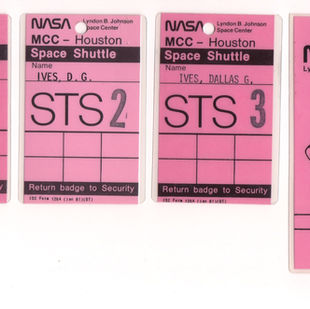 NASA Lyndon B. Johnson
Space Center
MCC - Houston
Space Shuttle
Name
IVES, D.G.
STS 2
Return badge to Security
NASA Lyndon B. Johnson
Space Center
MCC - Houston
Space Shuttle
Name
IVES, DALLAS G.
STS 3
Return badge to Security